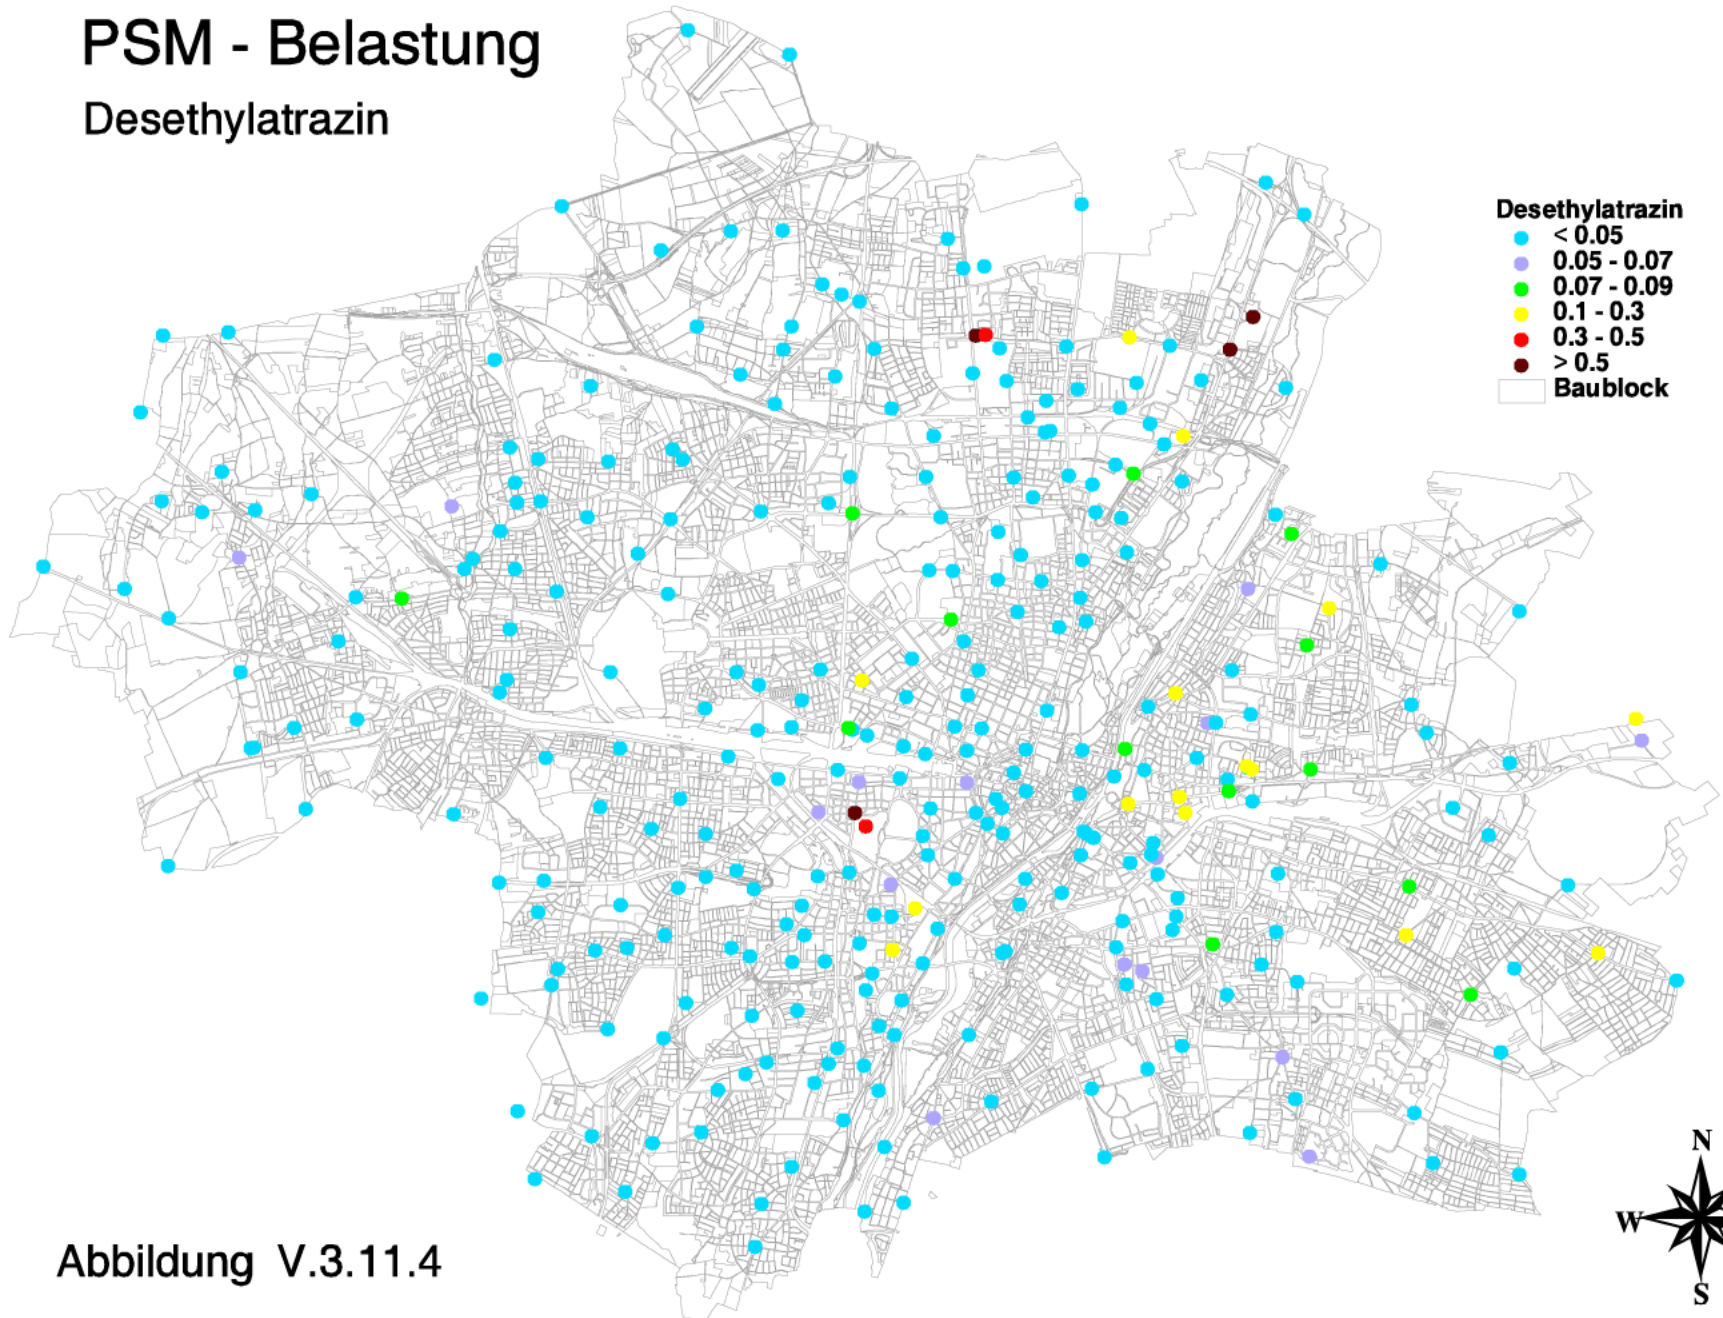 PSM - Belastung
Desethylatrazin
Desethylatrazin
< 0.05
0.05 - 0.07
0.07 - 0.09
0.1 - 0.3
0.3 - 0.5
> 0.5
Baublock
N
W
S
Abbildung V.3.11.4